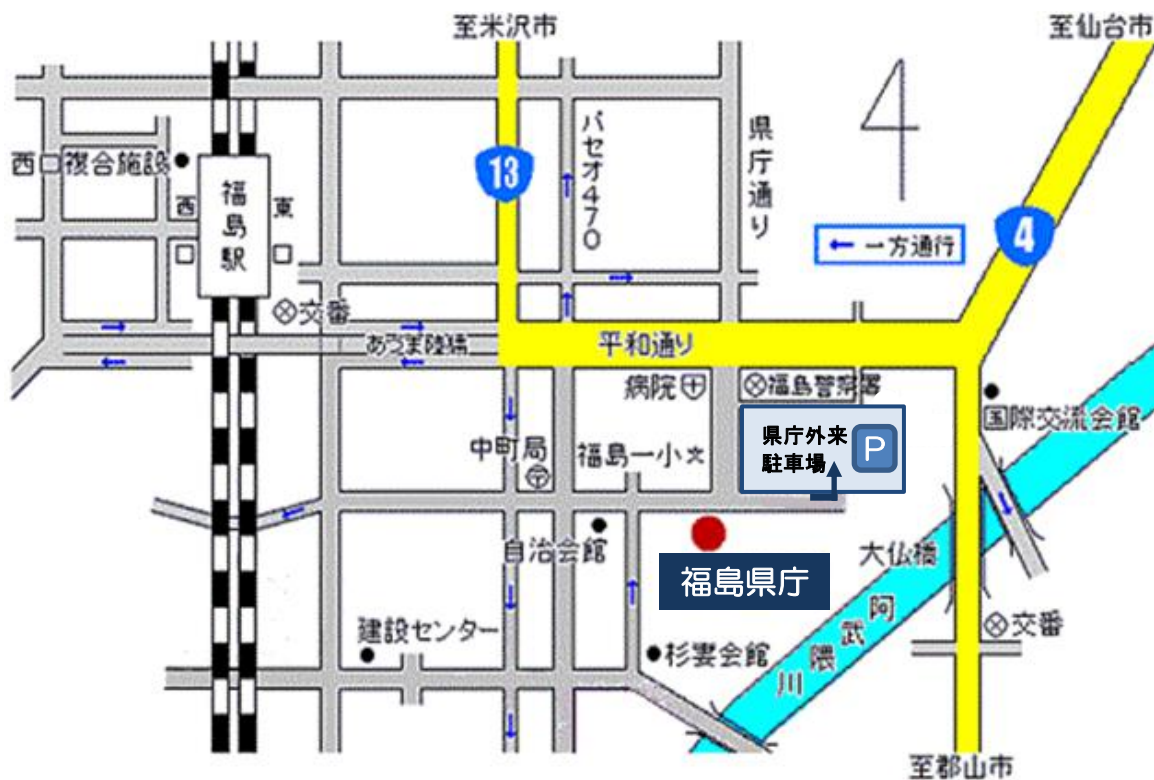 至米沢市
至仙台市
13
パセオ470
県庁通り
4
西口複合施設
福島駅
西口
東口
一方通行
交番
あづま陸橋
平和通り
病院
福島警察署
国際交流会館
県庁外来
駐車場
P
中町局
福島一小
文
自治会館
福島県庁
大仏橋
阿武隈川
建設センター
杉妻会館
交番
至郡山市